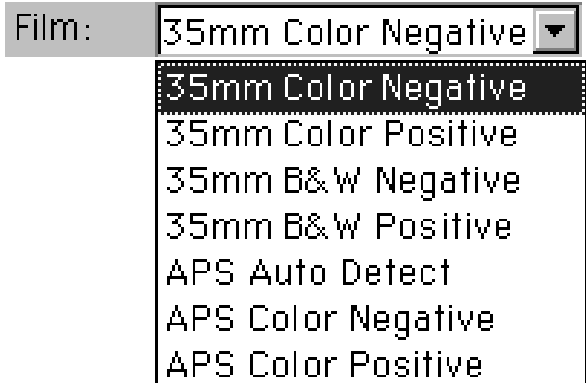 Film: 35mm Color Negative
35mm Color Negative
35mm Color Positive
35mm B&W Negative
35mm B&W Positive
APS Auto Detect
APS Color Negative
APS Color Positive